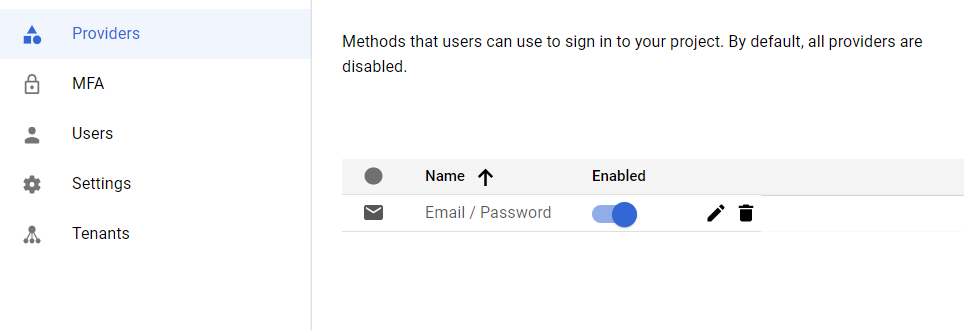 Providers
MFA
Users
Settings
Tenants
Methods that users can use to sign in to your project. By default, all providers are
disabled.
Name Enabled
Email / Password